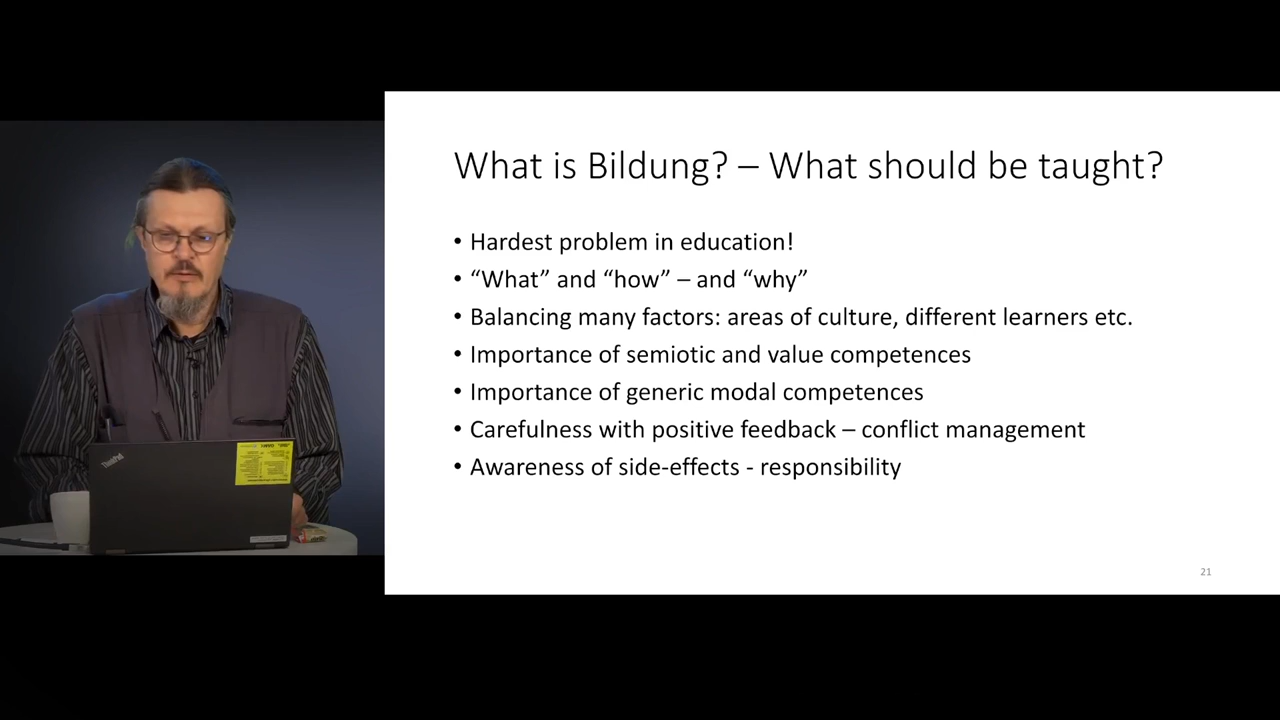 What is Bildung? – What should be taught?
• Hardest problem in education!
• “What” and “how” – and “why”
• Balancing many factors: areas of culture, different learners etc.
• Importance of semiotic and value competences
• Importance of generic modal competences
• Carefulness with positive feedback – conflict management
• Awareness of side-effects - responsibility
21
ThinkPad